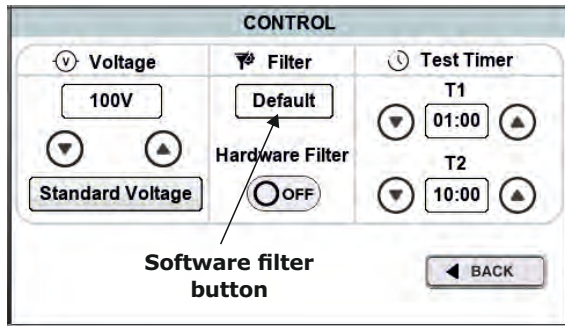 CONTROL
V Voltage
100V
Standard Voltage
Filter
Default
Hardware Filter
OFF
Test Timer
T1
01:00
T2
10:00
Software filter
button
BACK